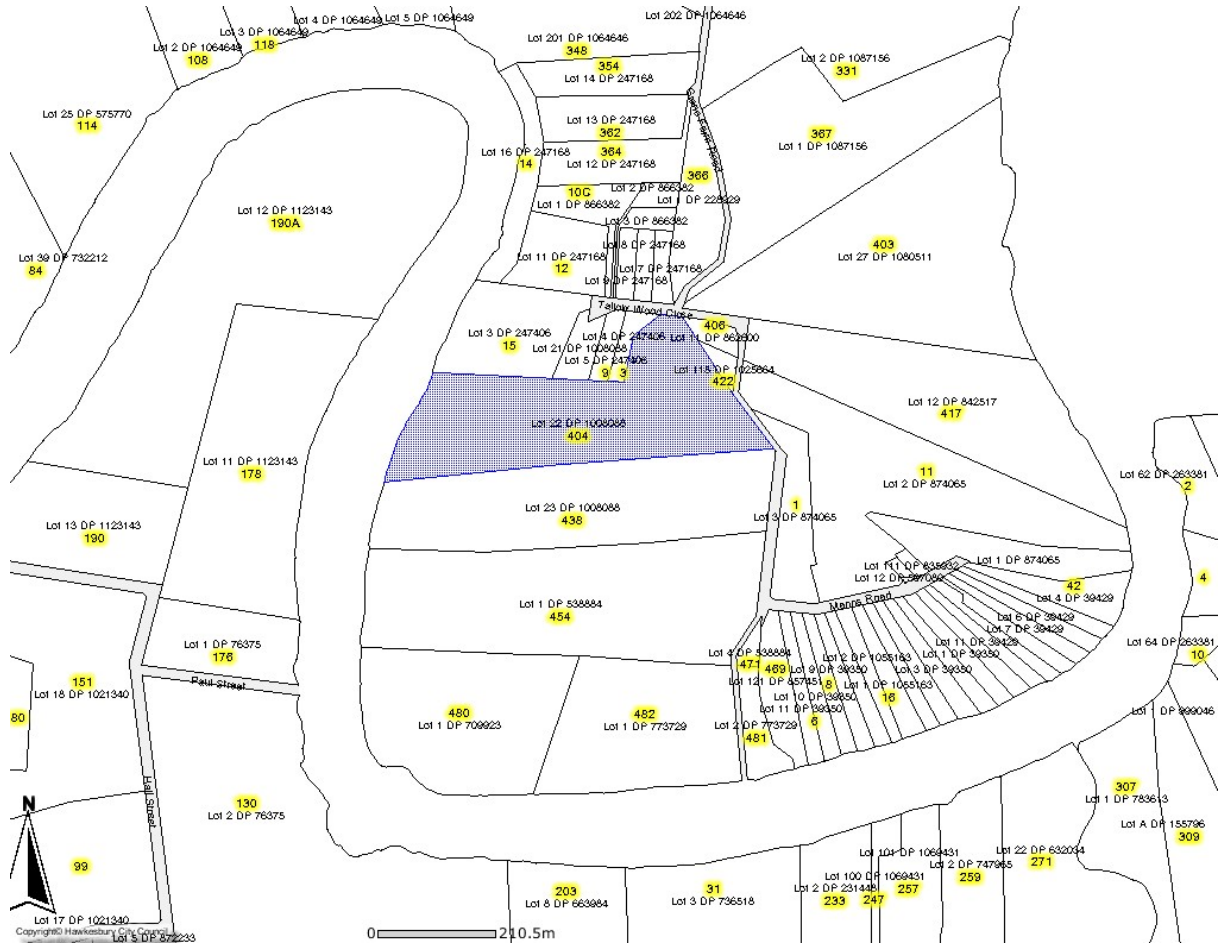 Lot 4 DP 1064649
Lot 5 DP 1064649
Lot 202 DP 1064646
Lot 3 DP 1064649
118
Lot 2 DP 1064649
108
Lot 201 DP 1064646
348
354
Lot 14 DP 247168
Lot 2 DP 1087156
331
Lot 25 DP 575770
114
Lot 13 DP 247168
362
364
Lot 12 DP 247168
Lot 16 DP 247168
14
367
Lot 1 DP 1087156
366
10C
Lot 1 DP 866382
Lot 2 DP 866382
Lot 1 DP 228929
Lot 3 DP 866382
Lot 12 DP 1123143
190A
Lot 8 DP 247168
403
Lot 27 DP 1080511
Lot 39 DP 732212
84
Lot 11 DP 247168
12
Lot 7 DP 247168
Lot 9 DP 247168
Tallow Wood Close
406
Lot 11 DP 862600
Lot 3 DP 247406
15
Lot 4 DP 247406
Lot 21 DP 1008088
Lot 5 DP 247406
9
3
Lot 115 DP 1025864
422
Lot 12 DP 842517
417
Lot 22 DP 1008088
404
Lot 11 DP 1123143
178
11
Lot 2 DP 874065
Lot 62 DP 263381
2
1
Lot 3 DP 874065
Lot 23 DP 1008088
438
Lot 13 DP 1123143
190
Lot 1 DP 874065
Lot 111 DP 835932
42
Lot 4 DP 39429
4
Manns Road
Lot 1 DP 538884
454
Lot 6 DP 39429
Lot 7 DP 39429
Lot 11 DP 39429
Lot 1 DP 39350
Lot 3 DP 39350
Lot 64 DP 263381
10
Lot 1 DP 76375
176
Paul Street
Lot 4 DP 538884
471
469
Lot 121 DP 857451
Lot 9 DP 39350
Lot 2 DP 1055163
8
Lot 1 DP 1055163
16
Lot 10 DP 39350
Lot 11 DP 39350
6
151
Lot 18 DP 1021340
80
480
Lot 1 DP 709923
482
Lot 1 DP 773729
Lot 2 DP 773729
481
Lot 1 DP 999046
Hall Street
130
Lot 2 DP 76375
307
Lot 1 DP 783613
Lot A DP 155796
309
N
99
203
Lot 8 DP 663984
31
Lot 3 DP 736518
Lot 101 DP 1069431
Lot 100 DP 1069431
Lot 2 DP 231448
233
247
257
Lot 2 DP 747965
259
Lot 22 DP 632034
271
Lot 17 DP 1021340
Copyright© Hawkesbury City Council
Lot 5 DP 872233
0 210.5m